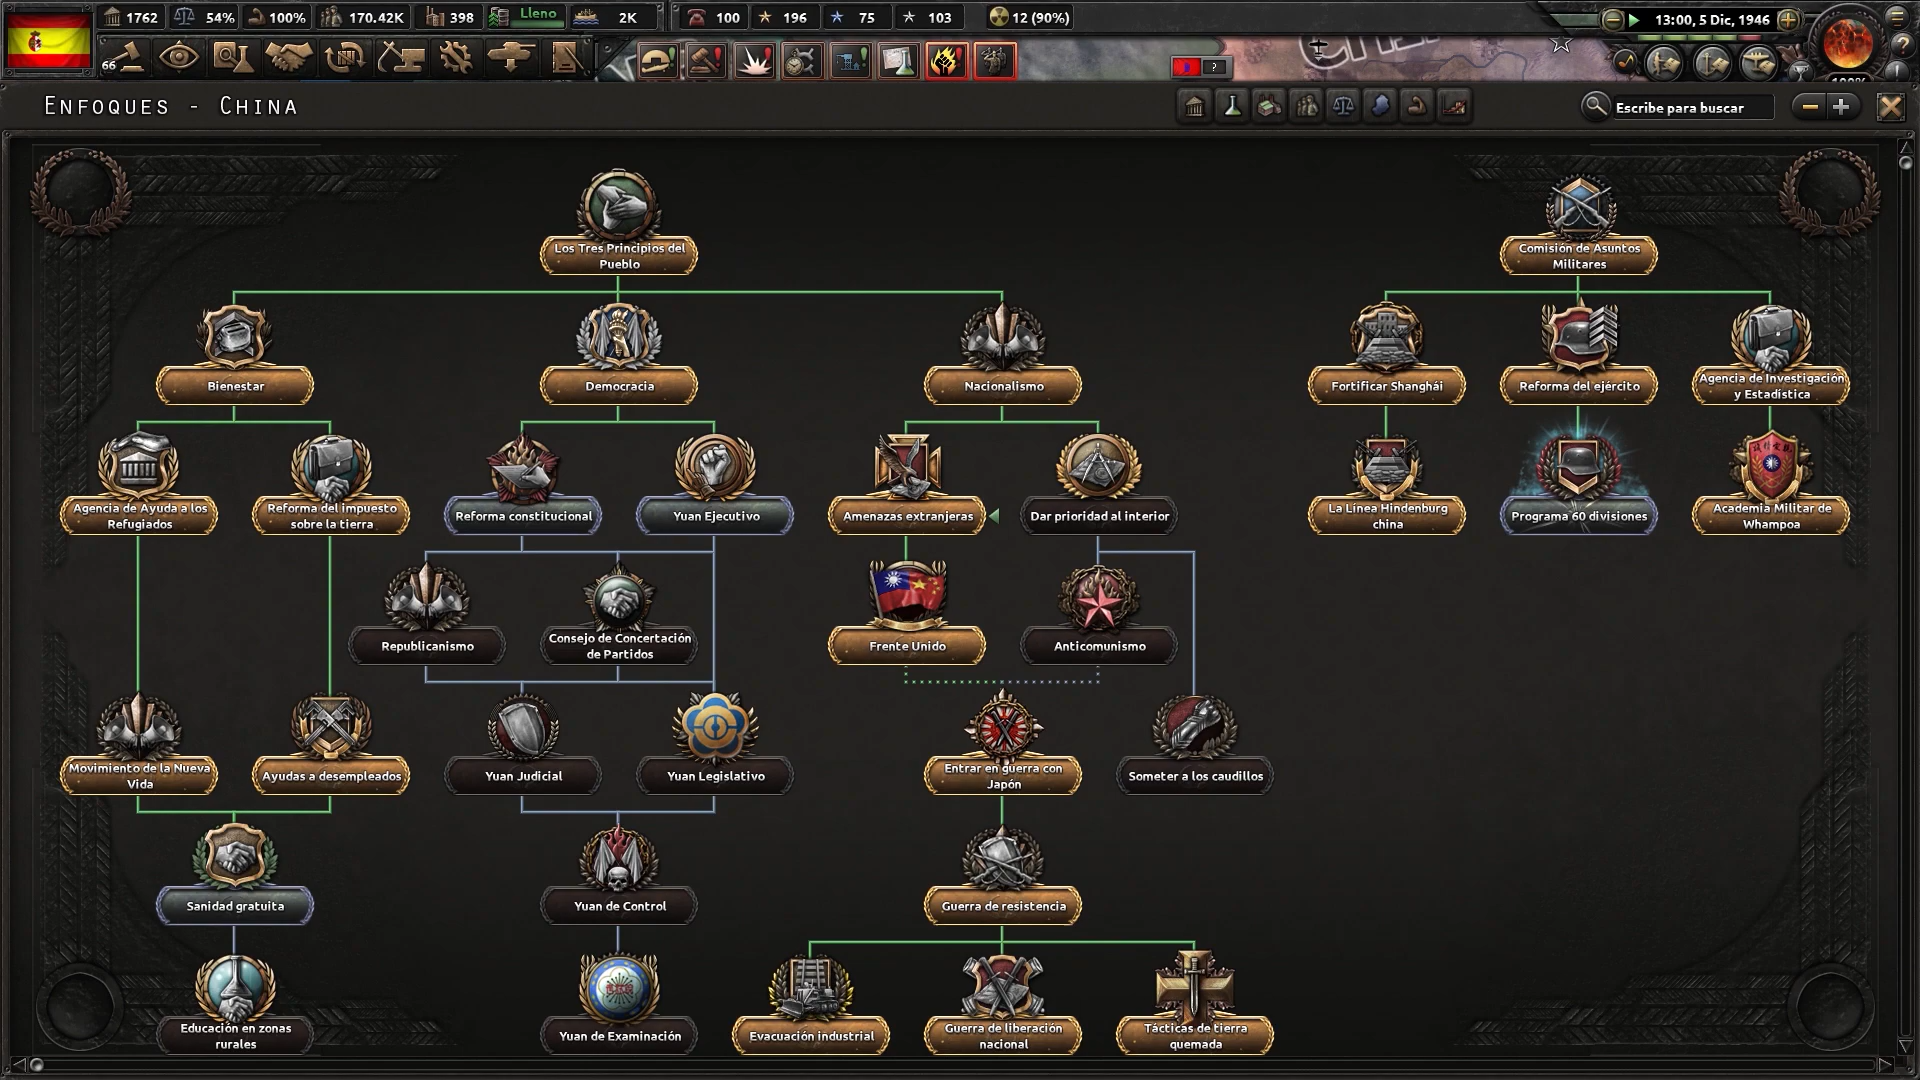 1762
54%
100%
170.42K
398
Lleno
2K
100
196
75
103
12 (90%)
13:00, 5 Dic, 1946
66
?
Enfoques - China
Escribe para buscar
Los Tres Principios del
Pueblo
Comisión de Asuntos
Militares
Bienestar
Democracia
Nacionalismo
Fortificar Shanghái
Reforma del ejército
Agencia de Investigación
y Estadística
Agencia de Ayuda a los
Refugiados
Reforma del impuesto
sobre la tierra
Reforma constitucional
Yuan Ejecutivo
Amenazas extranjeras
Dar prioridad al interior
La Línea Hindenburg
china
Programa 60 divisiones
Academia Militar de
Whampoa
Republicanismo
Consejo de Concertación
de Partidos
Frente Unido
Anticomunismo
Movimiento de la Nueva
Vida
Ayudas a desempleados
Yuan Judicial
Yuan Legislativo
Entrar en guerra con
Japón
Someter a los caudillos
Sanidad gratuita
Yuan de Control
Guerra de resistencia
Educación en zonas
rurales
Yuan de Examinación
Evacuación industrial
Guerra de liberación
nacional
Tácticas de tierra
quemada